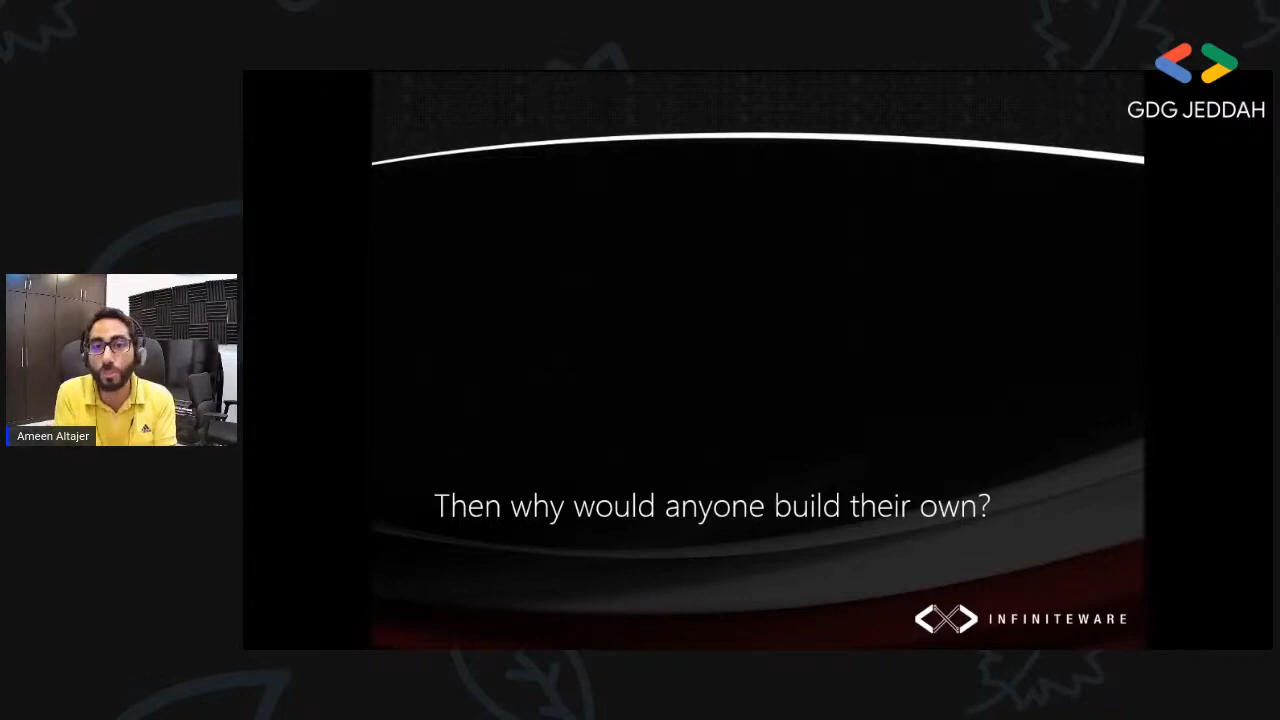 GDG JEDDAH
Ameen Altajer
Then why would anyone build their own?
INFINITEWARE